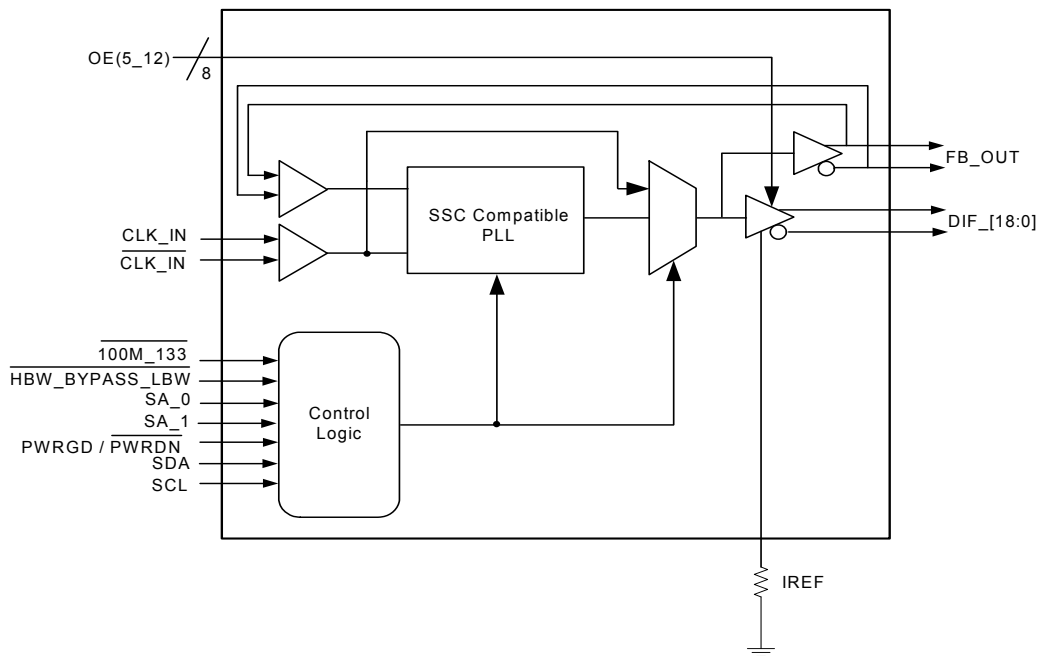 OE(5_12)
8
FB_OUT
DIF_[18:0]
SSC Compatible
PLL
CLK_IN
CLK_IN
100M_133
HBW_BYPASS_LBW
SA_0
SA_1
PWRGD / PWRDN
SDA
SCL
Control
Logic
IREF